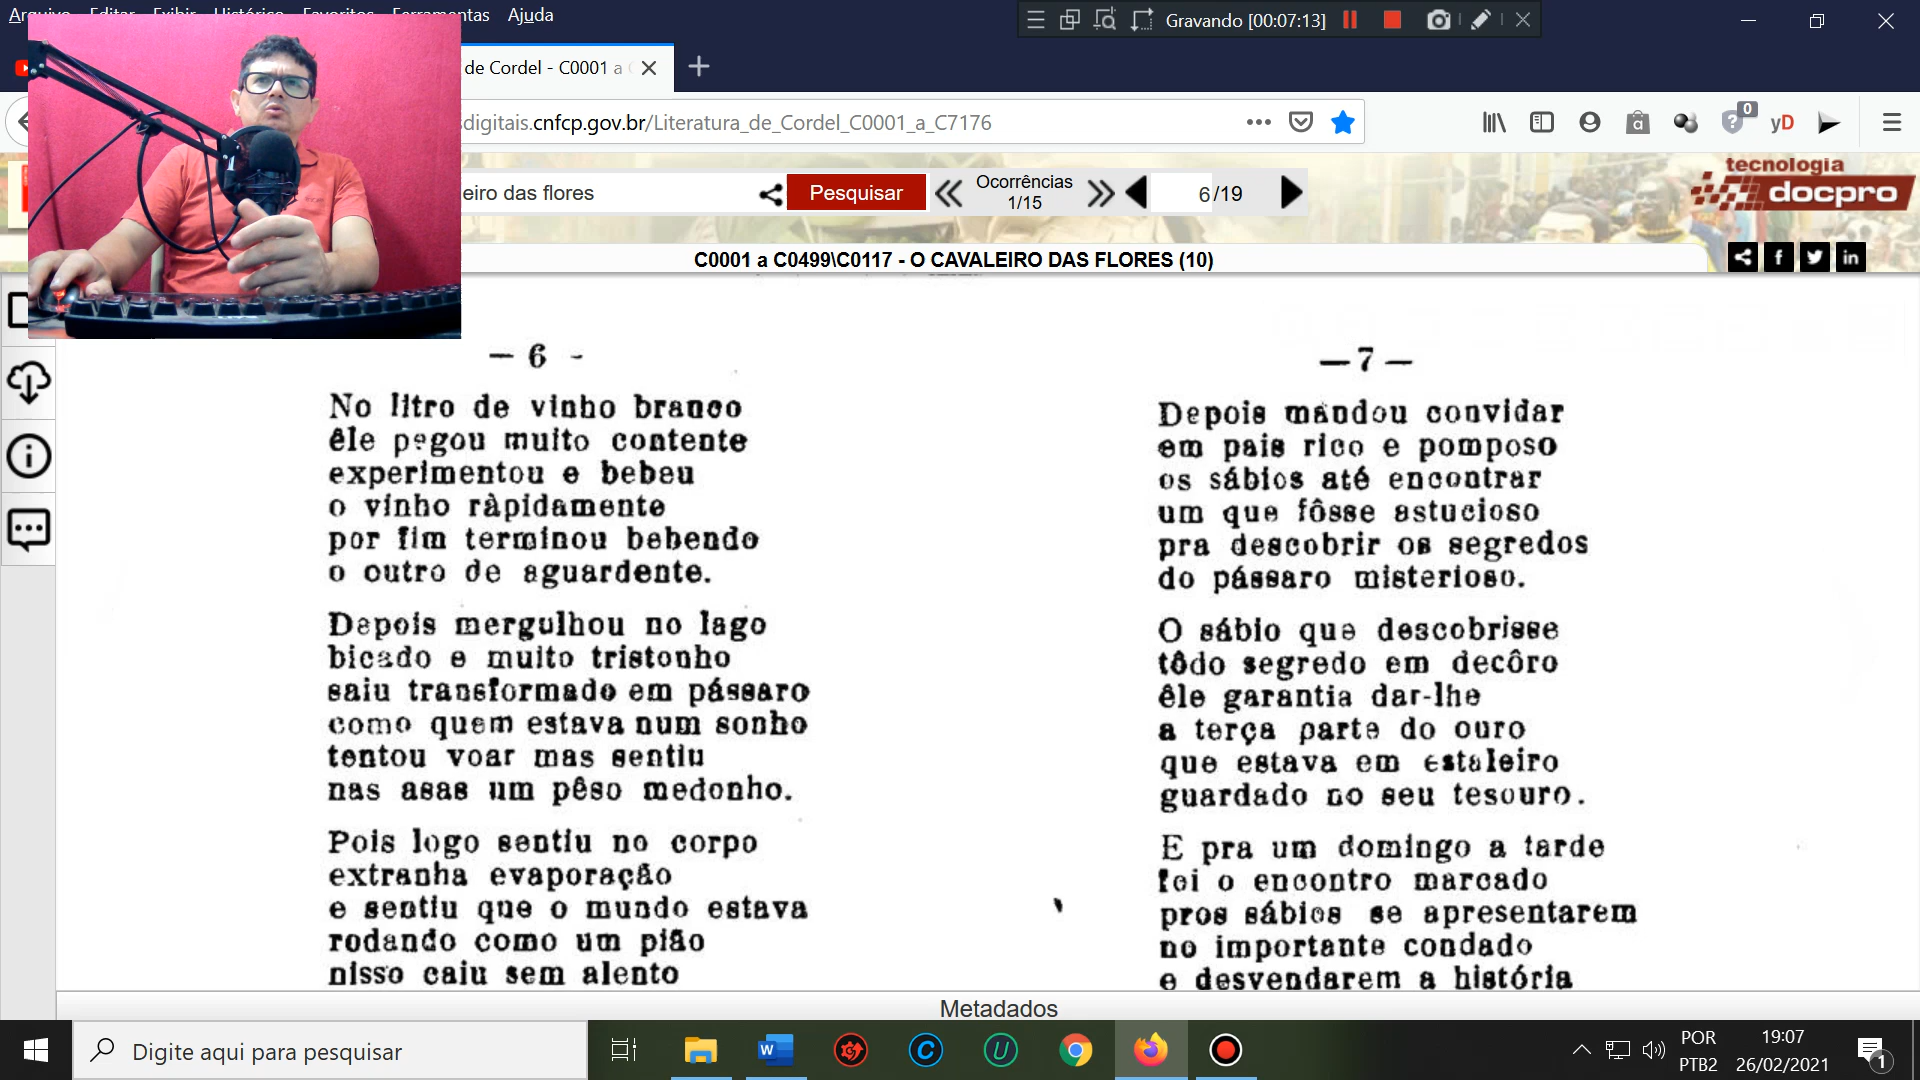 Gravando [00:07:13]
Ajuda
de Cordel - C0001 a
digitais.cnfcp.gov.br/Literatura_de_Cordel_C0001_a_C7176
0
yD
eiro das flores
Pesquisar
Ocorrências
1/15
6 /19
tecnologia
docpro
C0001 a C0499\C0117 - O CAVALEIRO DAS FLORES (10)
— 6 -
No litro de vinho branco
êle pegou muito contente
experimentou e bebeu
o vinho ràpidamente
por fim terminou bebendo
o outro de aguardente.
Depois mergulhou no lago
bicado e muito tristonho
saiu transformado em pássaro
como quem estava num sonho
tentou voar mas sentiu
nas asas um pêso medonho.
Pois logo sentiu no corpo
extranha evaporação
e sentiu que o mundo estava
rodando como um pião
nisso caiu sem alento
— 7 —
Depois mandou convidar
em pais rico e pomposo
os sábios até encontrar
um que fôsse astucioso
pra descobrir os segredos
do pássaro misterioso.
O sábio que descobrisse
tôdo segredo em decôro
êle garantia dar-lhe
a terça parte do ouro
que estava em estaleiro
guardado no seu tesouro.
E pra um domingo a tarde
foi o encontro marcado
pros sábios se apresentarem
no importante condado
e desvendarem a história
Metadados
Digite aqui para pesquisar
POR
PTB2
19:07
26/02/2021
1